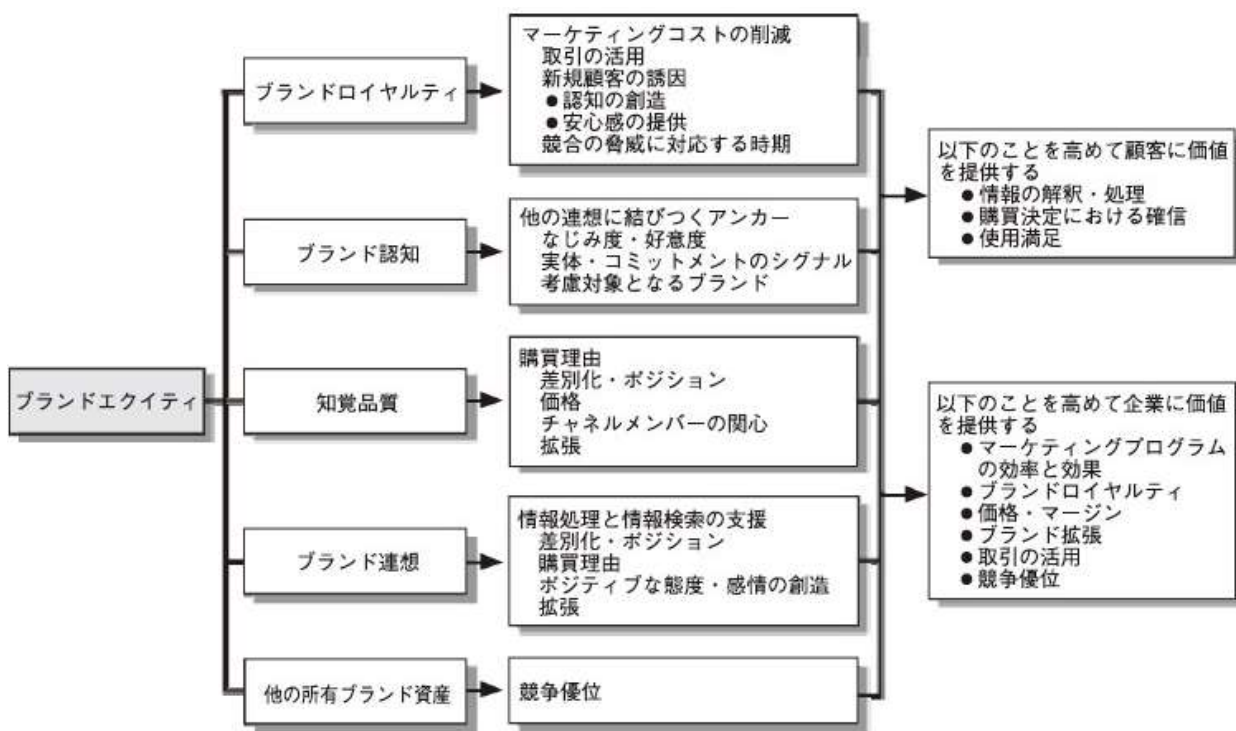 ブランドエクイティ
ブランドロイヤルティ
マーケティングコストの削減
取引の活用
新規顧客の誘因
●認知の創造
●安心感の提供
競合の脅威に対応する時期
ブランド認知
他の連想に結びつくアンカー
なじみ度・好意度
実体・コミットメントのシグナル
考慮対象となるブランド
知覚品質
購買理由
差別化・ポジション
価格
チャネルメンバーの関心
拡張
ブランド連想
情報処理と情報検索の支援
差別化・ポジション
購買理由
ポジティブな態度・感情の創造
拡張
他の所有ブランド資産
競争優位
以下のことを高めて顧客に価値
を提供する
●情報の解釈・処理
●購買決定における確信
●使用満足
以下のことを高めて企業に価値
を提供する
●マーケティングプログラム
の効率と効果
●ブランドロイヤルティ
●価格・マージン
●ブランド拡張
●取引の活用
●競争優位